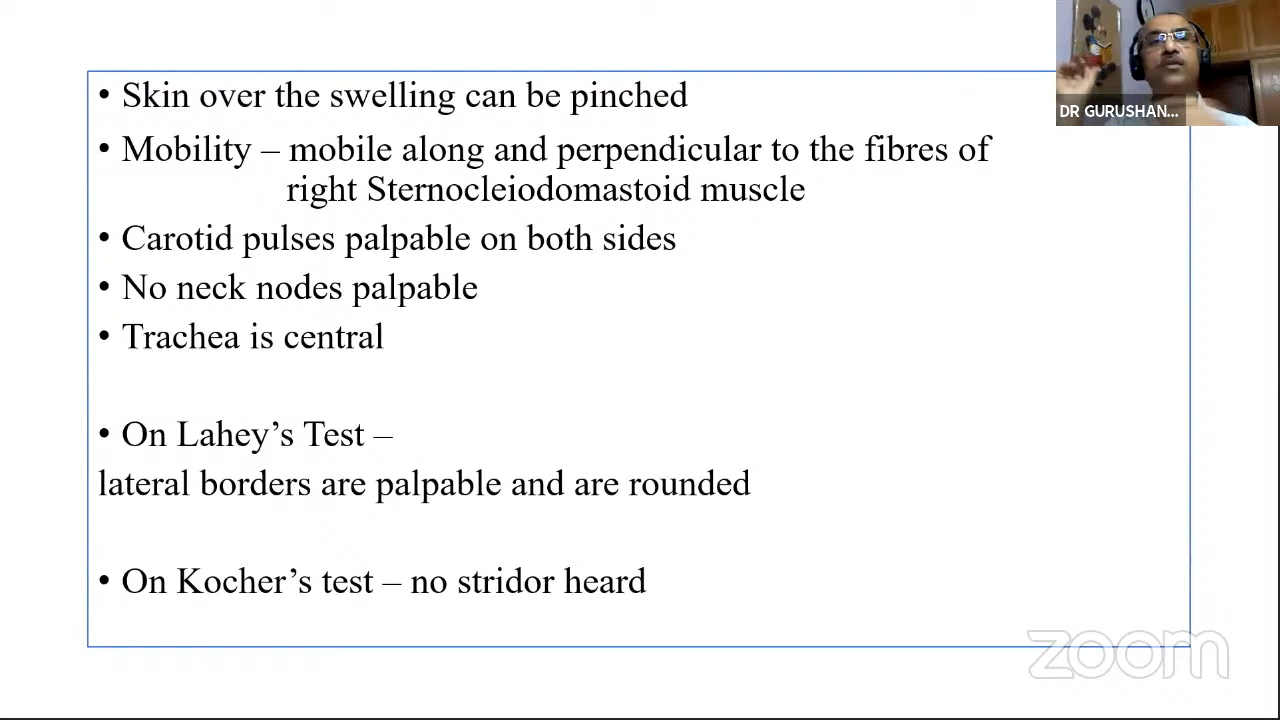 • Skin over the swelling can be pinched
• Mobility – mobile along and perpendicular to the fibres of
right Sternocleiodomastoid muscle
• Carotid pulses palpable on both sides
• No neck nodes palpable
• Trachea is central
• On Lahey’s Test –
lateral borders are palpable and are rounded
• On Kocher’s test – no stridor heard
DR GURUSHAN...
zoom